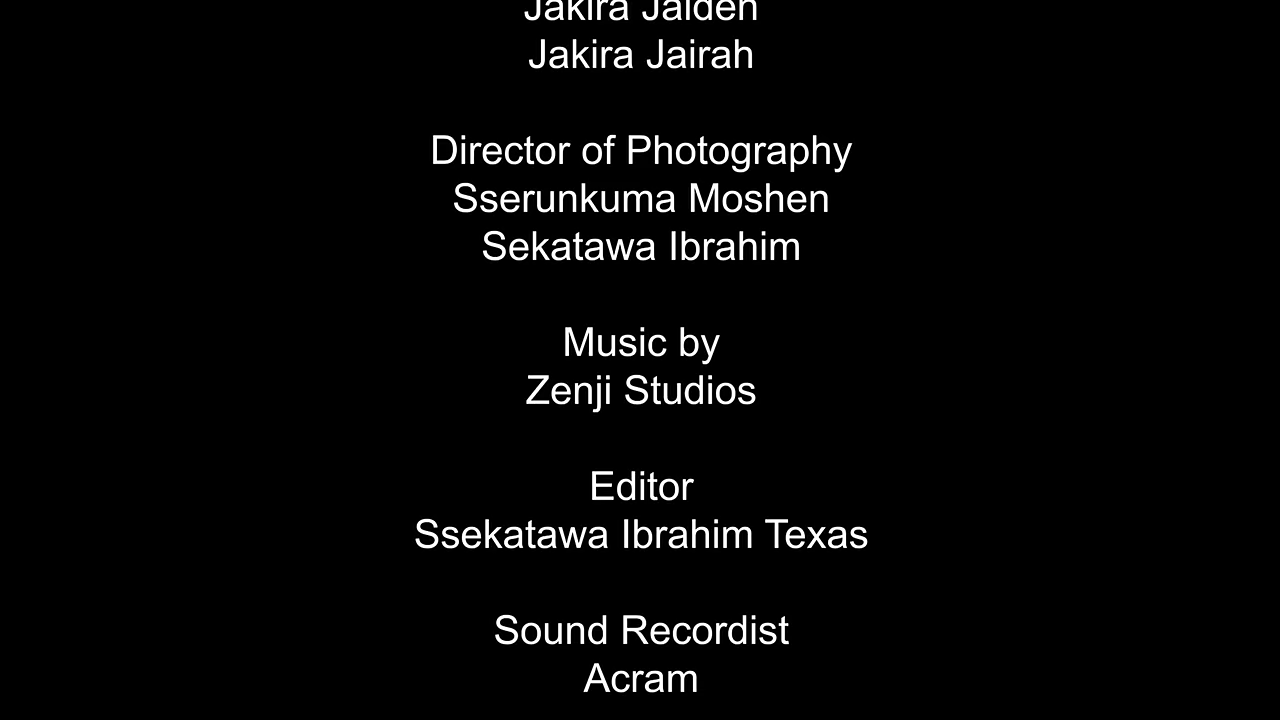 Jakira Jaiden
Jakira Jairah
Director of Photography
Sserunkuma Moshen
Sekatawa Ibrahim
Music by
Zenji Studios
Editor
Ssekatawa Ibrahim Texas
Sound Recordist
Acram